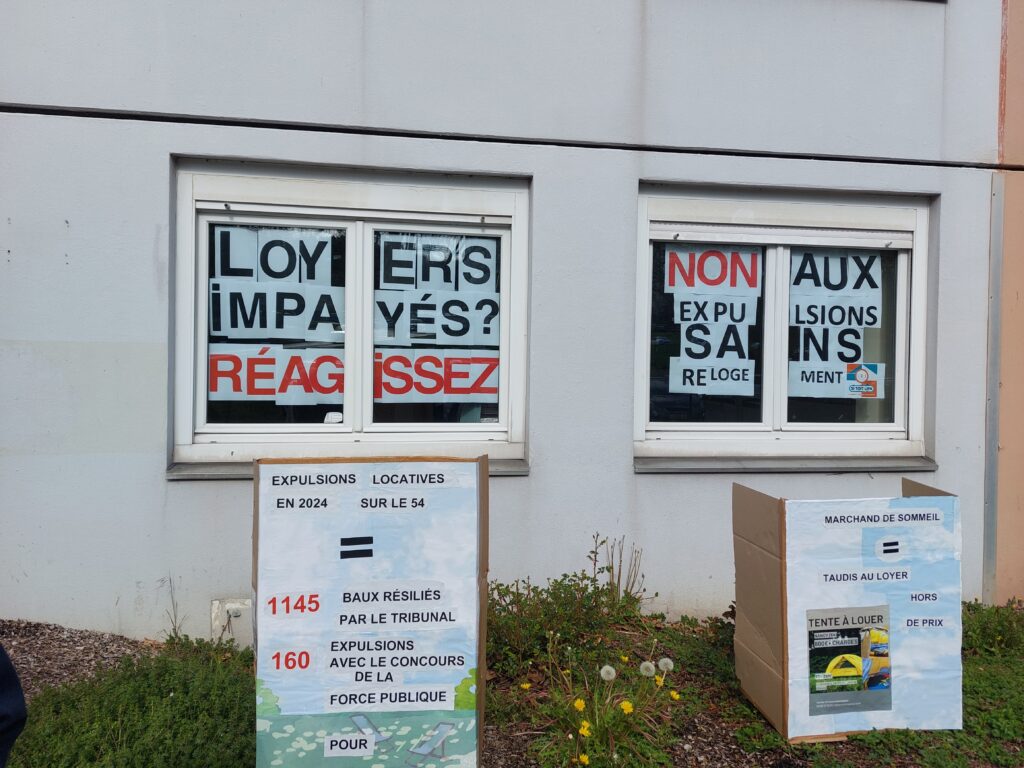 LOYERS
iMPAYÉS?
RÉAGiSSEZ
NON AUX
EXPULSIONS
SANS
RELOGEMENT
EXPULSIONS LOCATIVES
EN 2024 SUR LE 54
=
1145 BAUX RÉSILIÉS
PAR LE TRIBUNAL
160 EXPULSIONS
AVEC LE CONCOURS
DE LA
FORCE PUBLIQUE
POUR
MARCHAND DE SOMMEIL
=
TAUDIS AU LOYER
HORS
DE PRIX
TENTE À LOUER
800€+ CHARGES